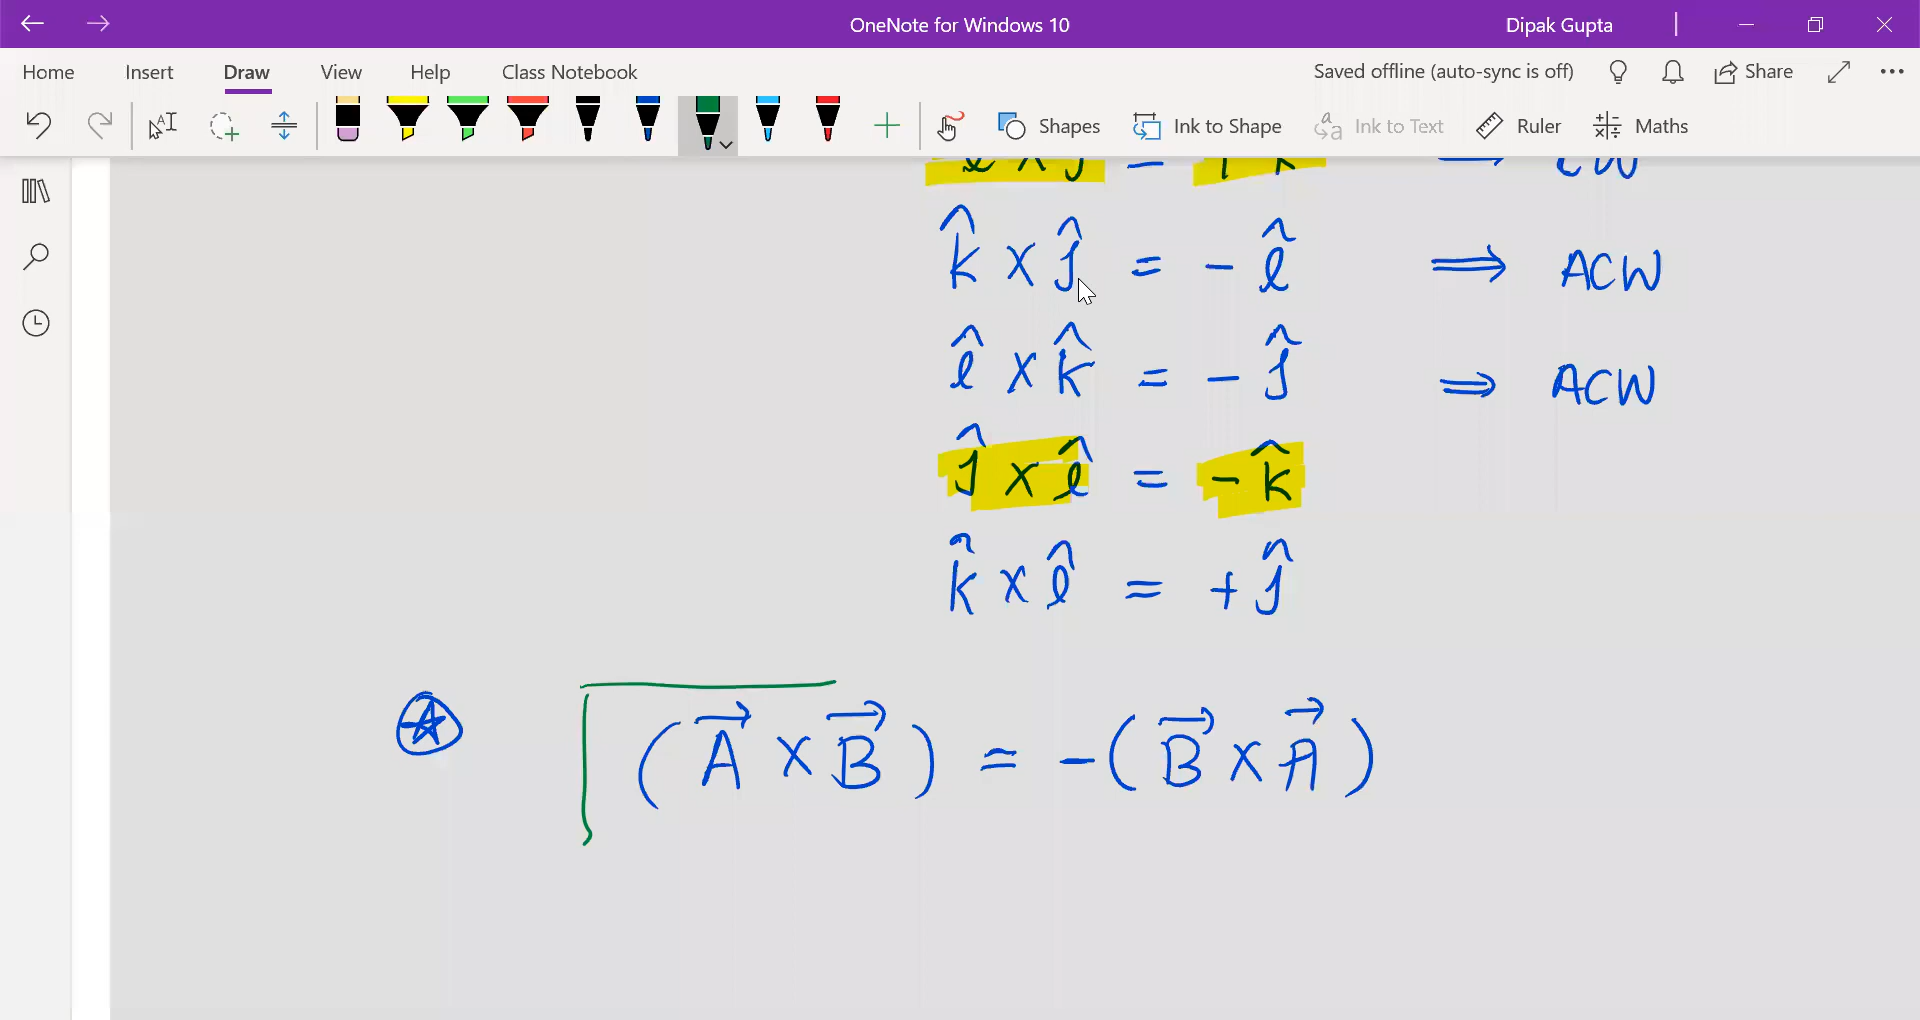 OneNote for Windows 10
Dipak Gupta
Home Insert Draw View Help Class Notebook
Saved offline (auto-sync is off) Share
Shapes Ink to Shape Ink to Text Ruler Maths
î × ĵ = + k̂ ⟹ CW
k̂ × ĵ = - î ⟹ ACW
î × k̂ = - ĵ ⟹ ACW
ĵ × î = - k̂
k̂ × î = + ĵ
(A⃗ × B⃗) = -(B⃗ × A⃗)